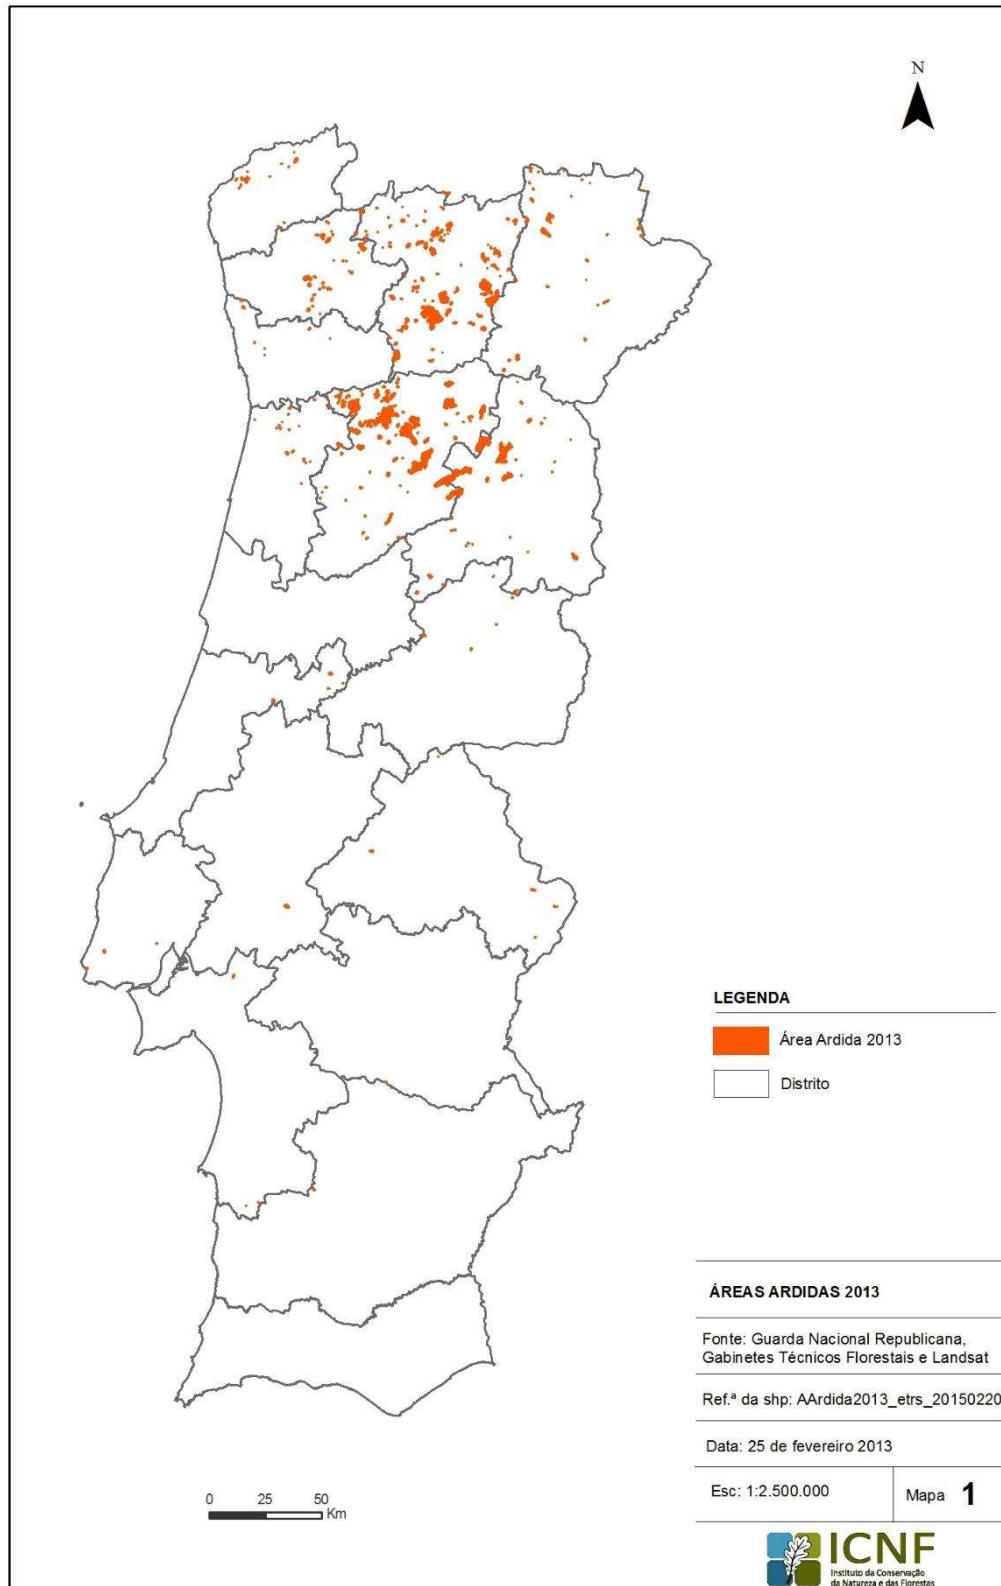 N
LEGENDA
Área Ardida 2013
Distrito
ÁREAS ARDIDAS 2013
Fonte: Guarda Nacional Republicana,
Gabinetes Técnicos Florestais e Landsat
Ref.ª da shp: AArdida2013_etrs_20150220
Data: 25 de fevereiro 2013
Esc: 1:2.500.000
Mapa 1
0 25 50
Km
ICNF
Instituto da Conservação
da Natureza e das Florestas